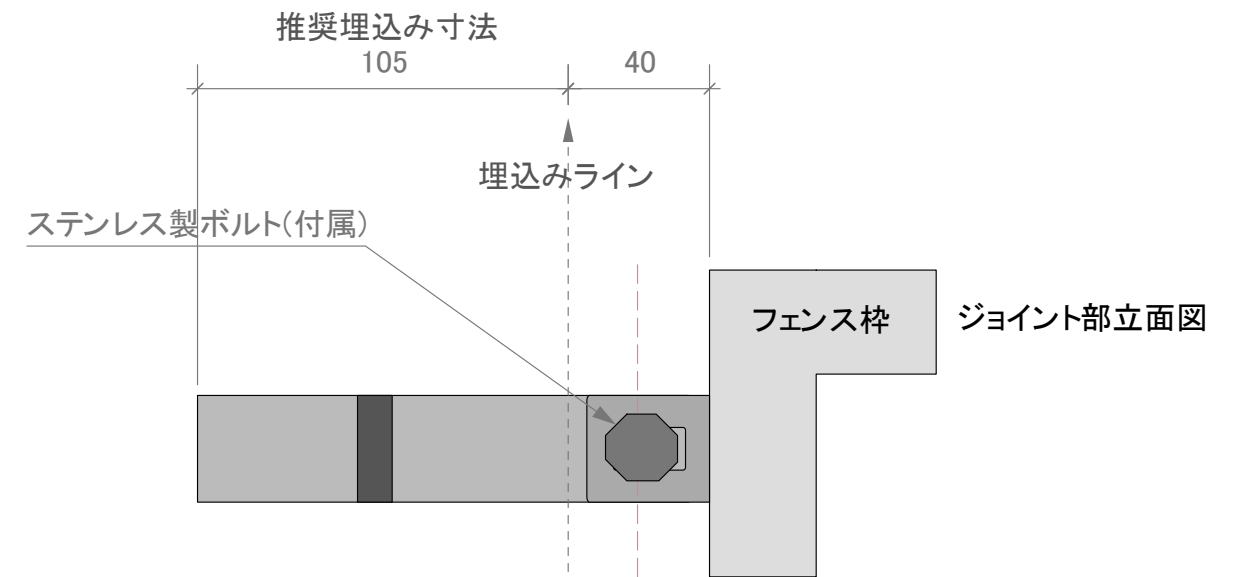 推奨埋込み寸法
105
40
埋込みライン
ステンレス製ボルト(付属)
フェンス枠
ジョイント部立面図